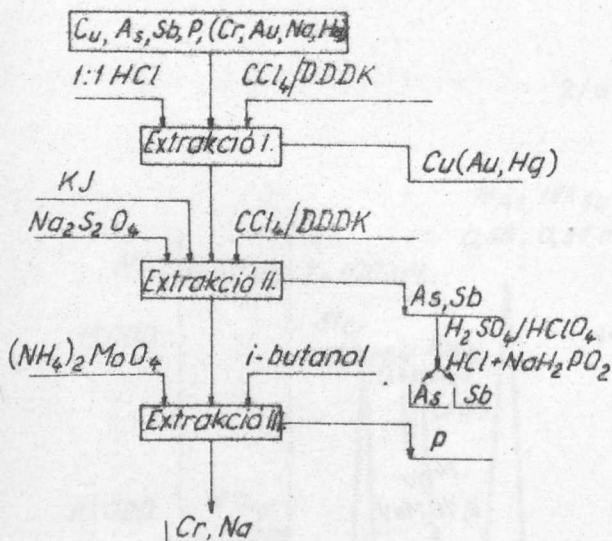 Cu, As, Sb, P, (Cr, Au, Na, Hg)
1:1 HCl
CCl4/DDDK
Extrakció I.
Cu(Au, Hg)
KJ
Na2S2O4
CCl4/DDDK
Extrakció II.
As, Sb
H2SO4/HClO4
HCl+NaH2PO2
As
Sb
(NH4)2MoO4
i-butanol
Extrakció III.
P
Cr, Na